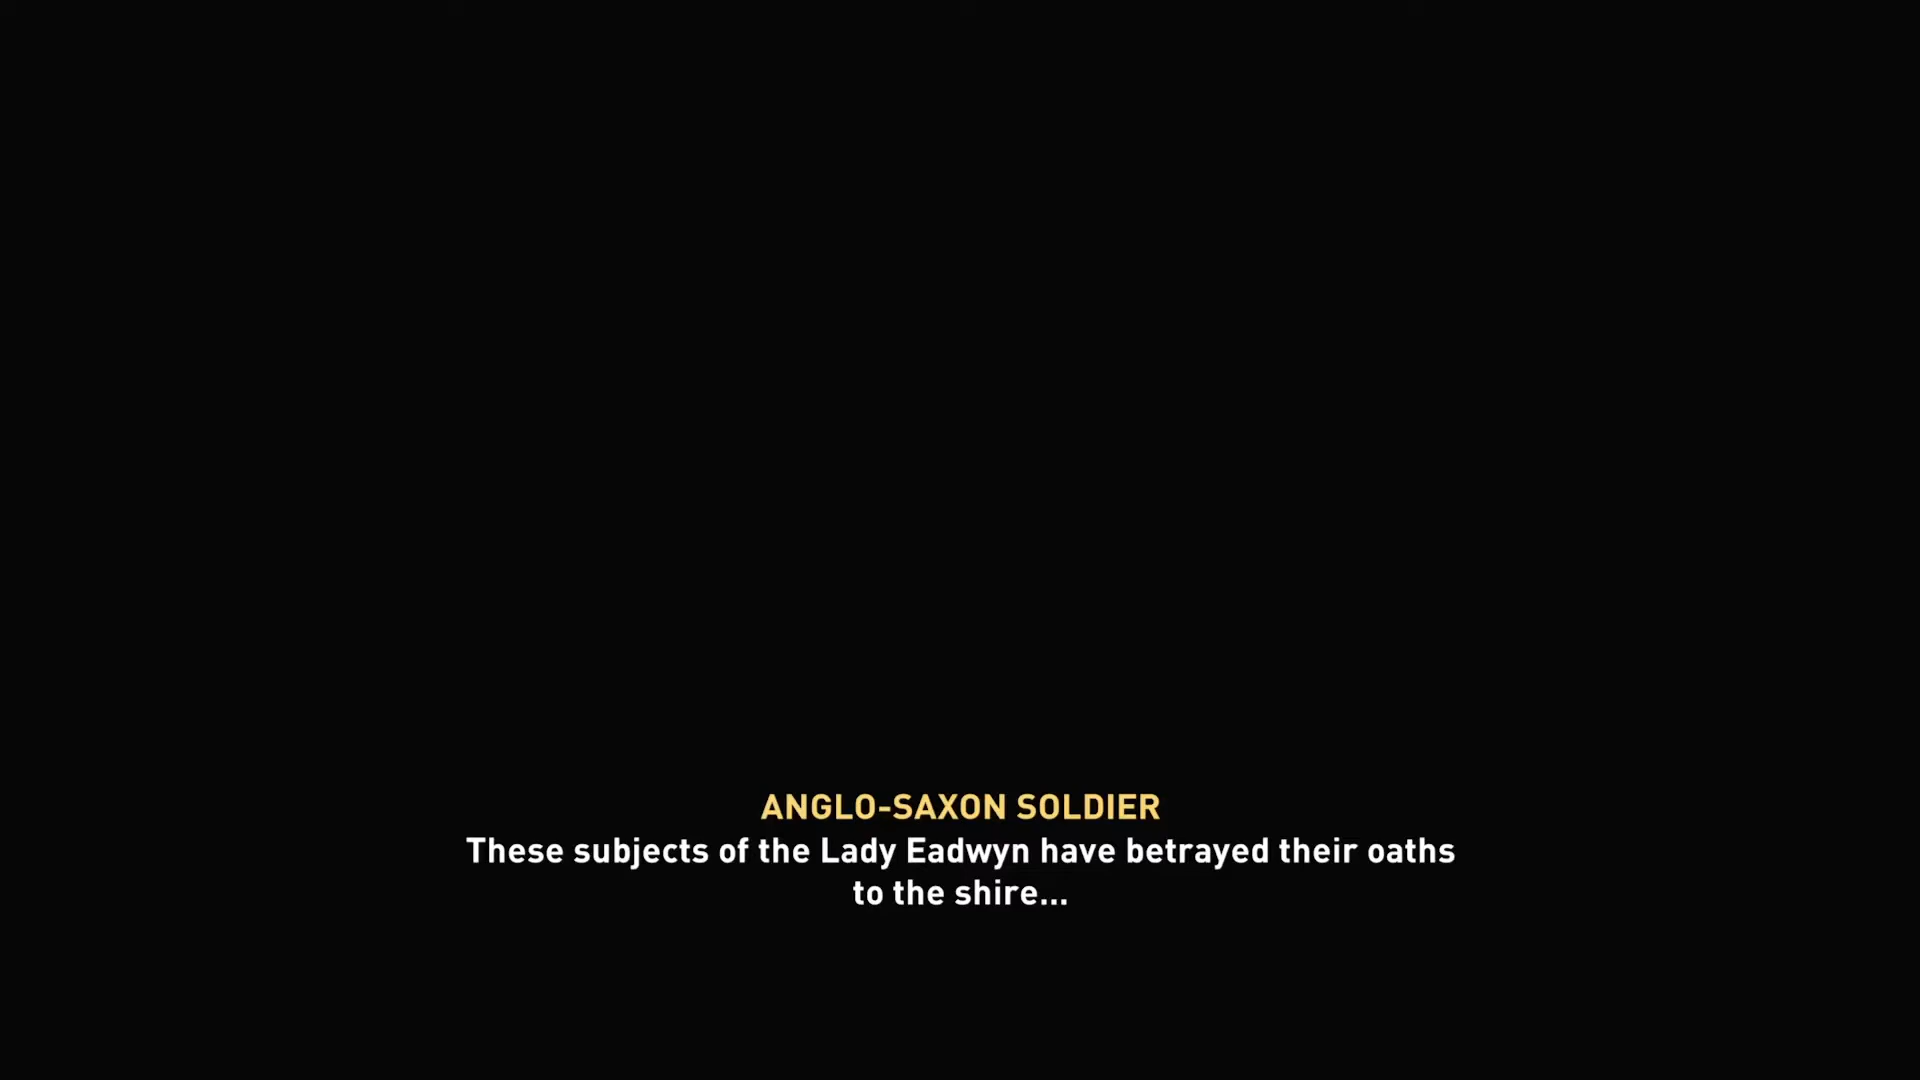 ANGLO-SAXON SOLDIER
These subjects of the Lady Eadwyn have betrayed their oaths
to the shire...